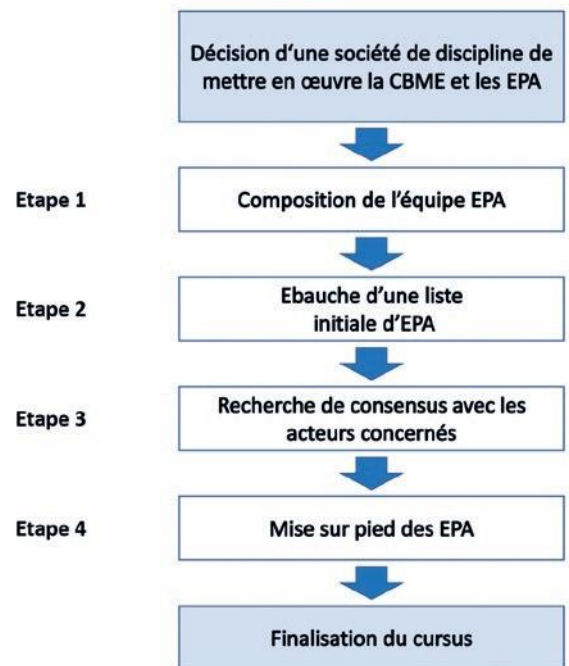 Décision d‘une société de discipline de
mettre en œuvre la CBME et les EPA
Etape 1
Composition de l’équipe EPA
Etape 2
Ebauche d’une liste
initiale d’EPA
Etape 3
Recherche de consensus avec les
acteurs concernés
Etape 4
Mise sur pied des EPA
Finalisation du cursus